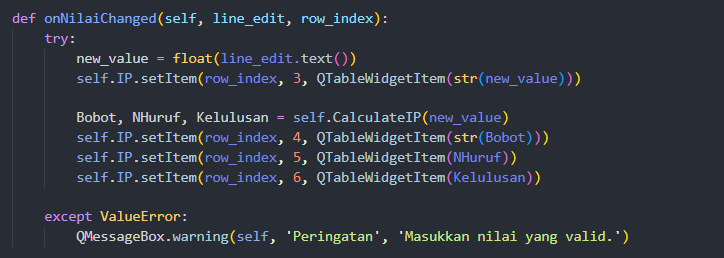 def onNilaiChanged(self, line_edit, row_index):
    try:
        new_value = float(line_edit.text())
        self.IP.setItem(row_index, 3, QTableWidgetItem(str(new_value)))

        Bobot, NHuruf, Kelulusan = self.CalculateIP(new_value)
        self.IP.setItem(row_index, 4, QTableWidgetItem(str(Bobot)))
        self.IP.setItem(row_index, 5, QTableWidgetItem(NHuruf))
        self.IP.setItem(row_index, 6, QTableWidgetItem(Kelulusan))

    except ValueError:
        QMessageBox.warning(self, 'Peringatan', 'Masukkan nilai yang valid.')